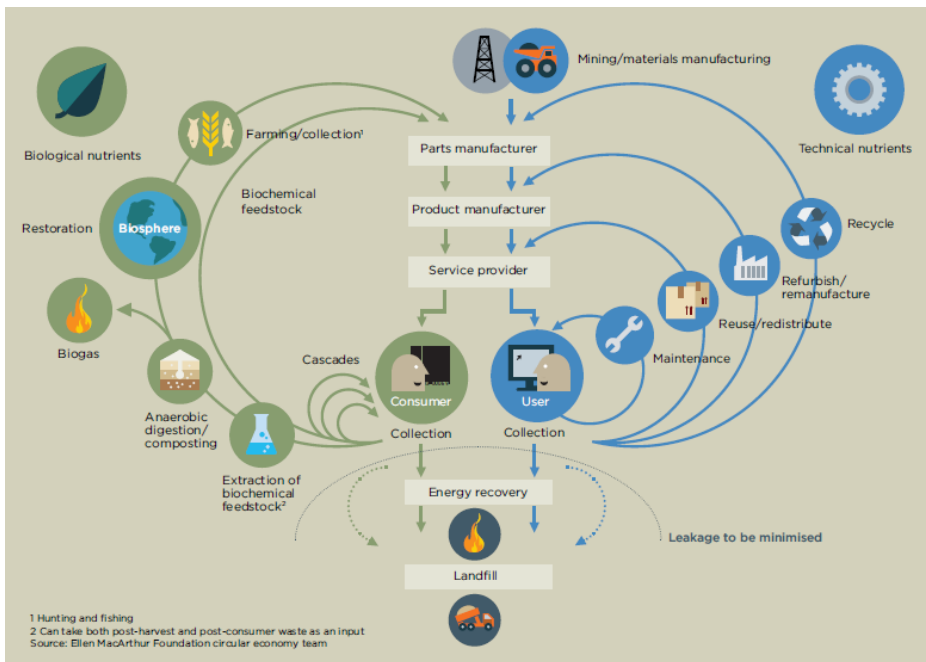 Mining/materials manufacturing
Biological nutrients
Farming/collection¹
Parts manufacturer
Technical nutrients
Biochemical
feedstock
Restoration
Biosphere
Product manufacturer
Recycle
Service provider
Refurbish/
remanufacture
Reuse/redistribute
Biogas
Cascades
Maintenance
Consumer
User
Anaerobic
digestion/
composting
Collection
Collection
Extraction of
biochemical
feedstock²
Energy recovery
Leakage to be minimised
Landfill
1 Hunting and fishing
2 Can take both post-harvest and post-consumer waste as an input
Source: Ellen MacArthur Foundation circular economy team